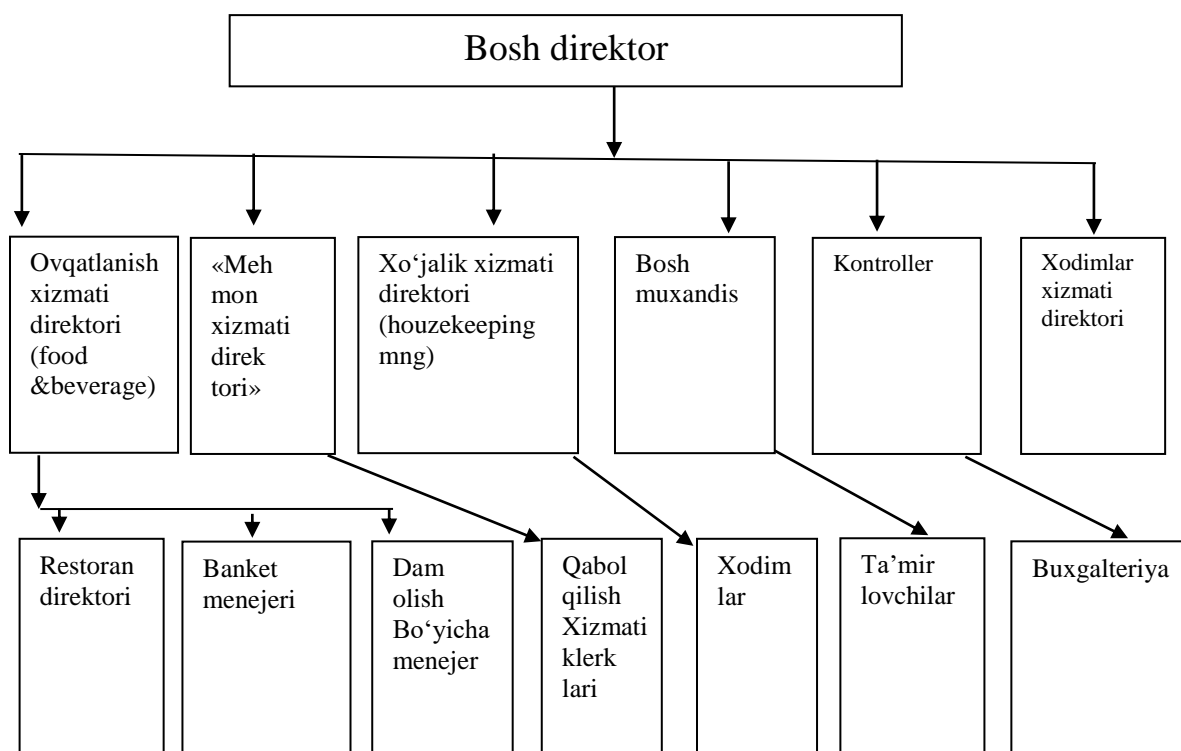 Bosh direktor
Ovqatlanish
xizmati
direktori
(food
&beverage)
«Meh
mon
xizmati
direk
tori»
Xo‘jalik xizmati
direktori
(houzekeeping
mng)
Bosh
muxandis
Kontroller
Xodimlar
xizmati
direktori
Restoran
direktori
Banket
menejeri
Dam
olish
Bo‘yicha
menejer
Qabol
qilish
Xizmati
klerk
lari
Xodim
lar
Ta’mir
lovchilar
Buxgalteriya